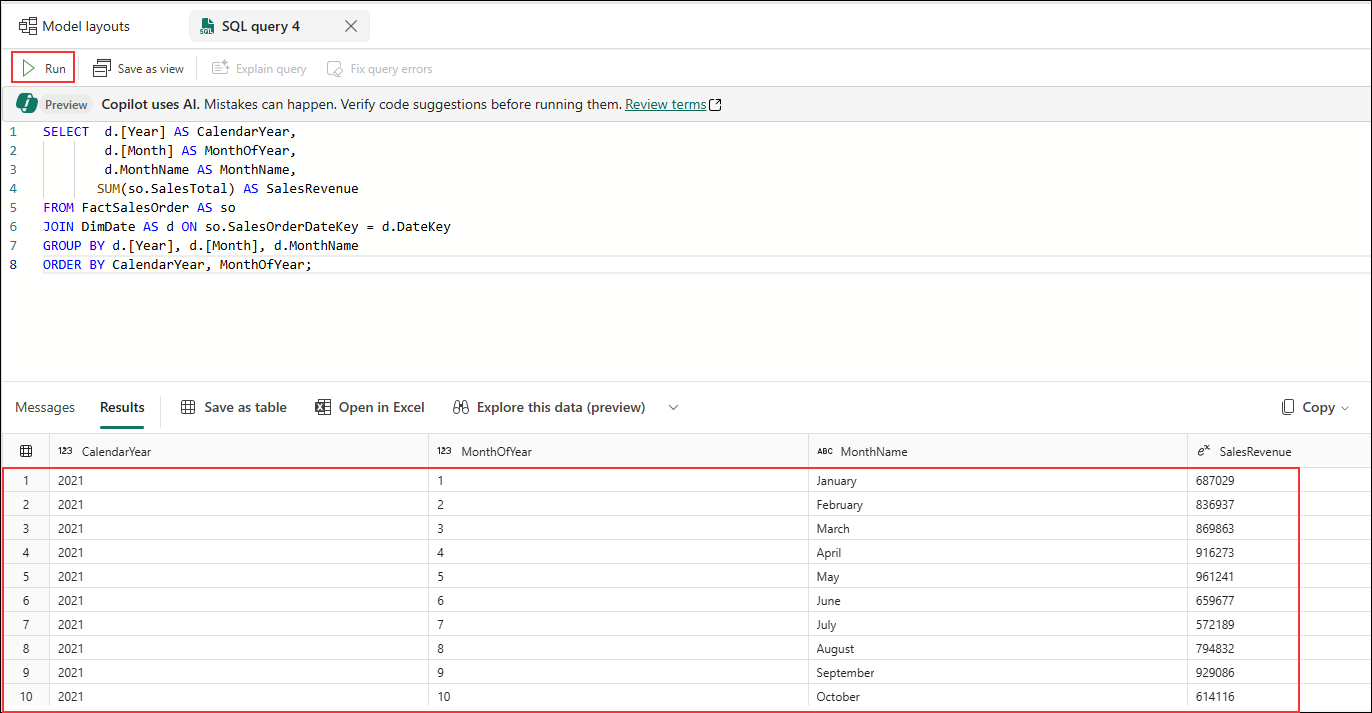 Model layouts SQL query 4
Run Save as view Explain query Fix query errors
Preview Copilot uses AI. Mistakes can happen. Verify code suggestions before running them. Review terms
1 SELECT  d.[Year] AS CalendarYear,
2         d.[Month] AS MonthOfYear,
3         d.MonthName AS MonthName,
4        SUM(so.SalesTotal) AS SalesRevenue
5 FROM FactSalesOrder AS so
6 JOIN DimDate AS d ON so.SalesOrderDateKey = d.DateKey
7 GROUP BY d.[Year], d.[Month], d.MonthName
8 ORDER BY CalendarYear, MonthOfYear;
Messages Results Save as table Open in Excel Explore this data (preview) Copy
123 CalendarYear 123 MonthOfYear ABC MonthName eˣ SalesRevenue
1 2021 1 January 687029
2 2021 2 February 836937
3 2021 3 March 869863
4 2021 4 April 916273
5 2021 5 May 961241
6 2021 6 June 659677
7 2021 7 July 572189
8 2021 8 August 794832
9 2021 9 September 929086
10 2021 10 October 614116